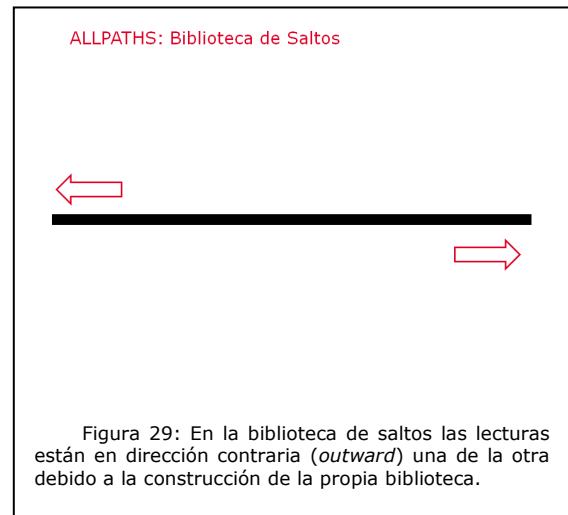 ALLPATHS: Biblioteca de Saltos
Figura 29: En la biblioteca de saltos las lecturas
están en dirección contraria (outward) una de la otra
debido a la construcción de la propia biblioteca.